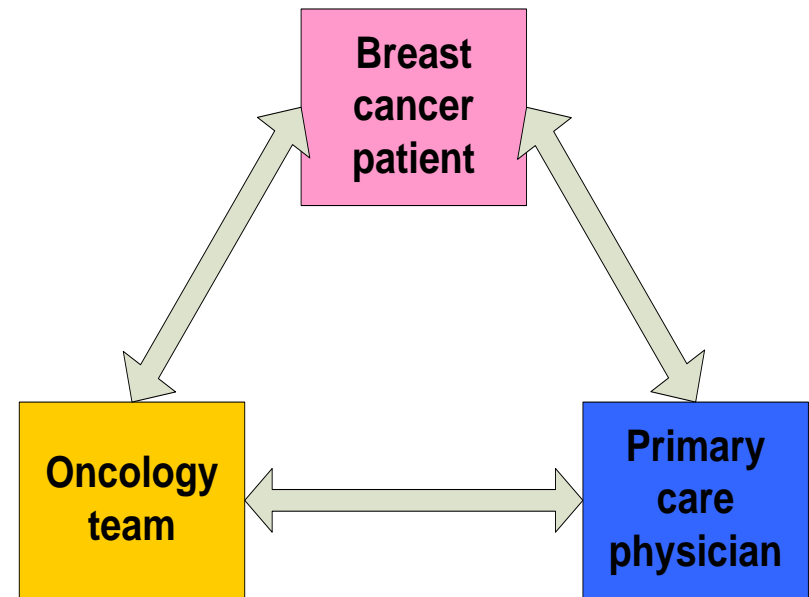 Breast
cancer
patient
Oncology
team
Primary
care
physician